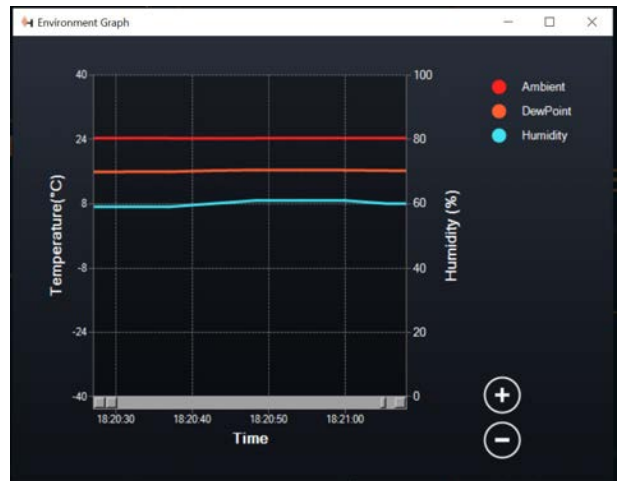 Environment Graph
40
24
8
-8
-24
-40
Temperature(°C)
100
80
60
40
20
0
Humidity (%)
18:20:30 18:20:40 18:20:50 18:21:00
Time
Ambient
DewPoint
Humidity